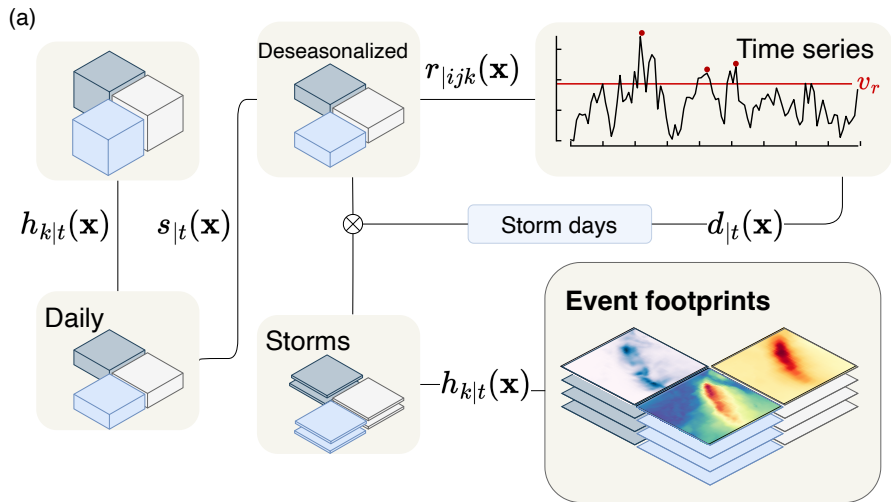 (a)
Deseasonalized
r_{|ijk}(𝐱)
Time series
v_r
h_{k|t}(𝐱)
s_{|t}(𝐱)
Storm days
d_{|t}(𝐱)
Daily
Storms
h_{k|t}(𝐱)
Event footprints